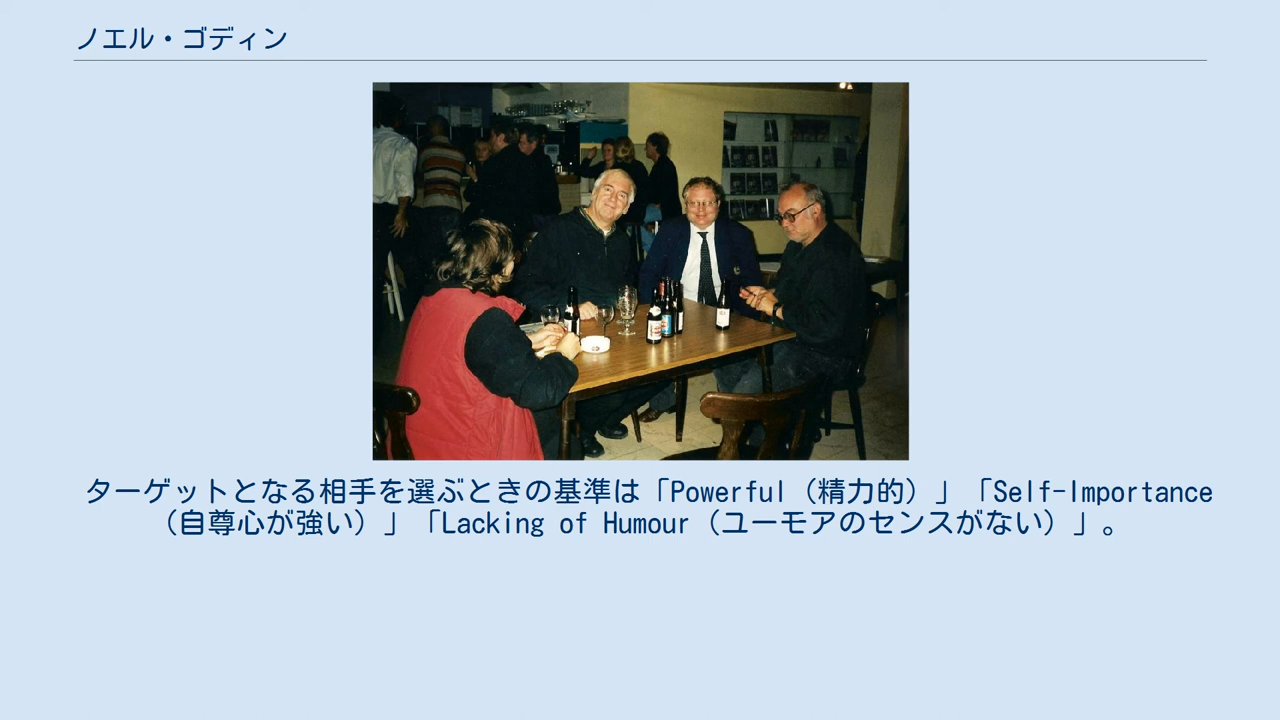 ノエル・ゴディン
ターゲットとなる相手を選ぶときの基準は「Powerful（精力的）」「Self-Importance
（自尊心が強い）」「Lacking of Humour（ユーモアのセンスがない）」。